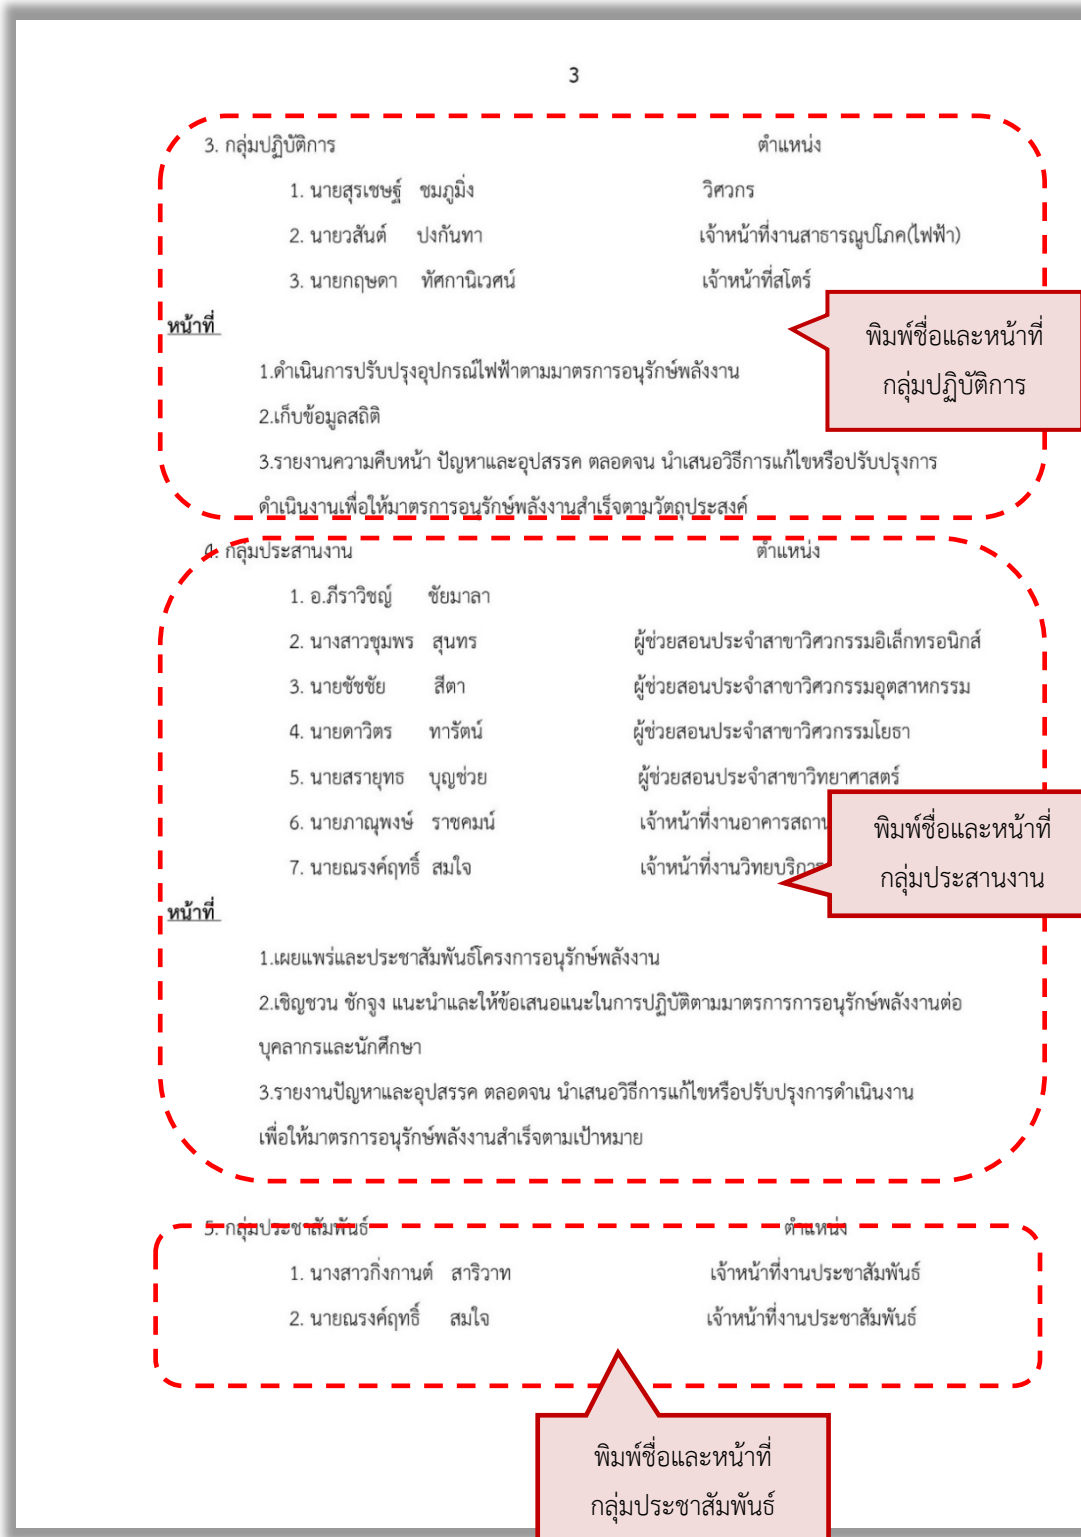 3
3. กลุ่มปฏิบัติการ ตำแหน่ง
1. นายสุรเชษฐ์ ชมภูมิ่ง วิศวกร
2. นายวสันต์ ปงกันทา เจ้าหน้าที่งานสาธารณูปโภค(ไฟฟ้า)
3. นายกฤษดา ทัศกานิเวศน์ เจ้าหน้าที่สโตร์
หน้าที่
พิมพ์ชื่อและหน้าที่
กลุ่มปฏิบัติการ
1.ดำเนินการปรับปรุงอุปกรณ์ไฟฟ้าตามมาตรการอนุรักษ์พลังงาน
2.เก็บข้อมูลสถิติ
3.รายงานความคืบหน้า ปัญหาและอุปสรรค ตลอดจน นำเสนอวิธีการแก้ไขหรือปรับปรุงการ
ดำเนินงานเพื่อให้มาตรการอนุรักษ์พลังงานสำเร็จตามวัตถุประสงค์
4. กลุ่มประสานงาน ตำแหน่ง
1. อ.ภีราวิชญ์ ชัยมาลา
2. นางสาวชุมพร สุนทร ผู้ช่วยสอนประจำสาขาวิศวกรรมอิเล็กทรอนิกส์
3. นายชัชชัย สีตา ผู้ช่วยสอนประจำสาขาวิศวกรรมอุตสาหกรรม
4. นายดาวิตร ทารัตน์ ผู้ช่วยสอนประจำสาขาวิศวกรรมโยธา
5. นายสรายุทธ บุญช่วย ผู้ช่วยสอนประจำสาขาวิทยาศาสตร์
6. นายภาณุพงษ์ ราชคมน์ เจ้าหน้าที่งานอาคารสถาน
7. นายณรงค์ฤทธิ์ สมใจ เจ้าหน้าที่งานวิทยบริการ
พิมพ์ชื่อและหน้าที่
กลุ่มประสานงาน
หน้าที่
1.เผยแพร่และประชาสัมพันธ์โครงการอนุรักษ์พลังงาน
2.เชิญชวน ชักจูง แนะนำและให้ข้อเสนอแนะในการปฏิบัติตามมาตรการการอนุรักษ์พลังงานต่อ
บุคลากรและนักศึกษา
3.รายงานปัญหาและอุปสรรค ตลอดจน นำเสนอวิธีการแก้ไขหรือปรับปรุงการดำเนินงาน
เพื่อให้มาตรการอนุรักษ์พลังงานสำเร็จตามเป้าหมาย
5. กลุ่มประชาสัมพันธ์ ตำแหน่ง
1. นางสาวกิ่งกานต์ สาริวาท เจ้าหน้าที่งานประชาสัมพันธ์
2. นายณรงค์ฤทธิ์ สมใจ เจ้าหน้าที่งานประชาสัมพันธ์
พิมพ์ชื่อและหน้าที่
กลุ่มประชาสัมพันธ์